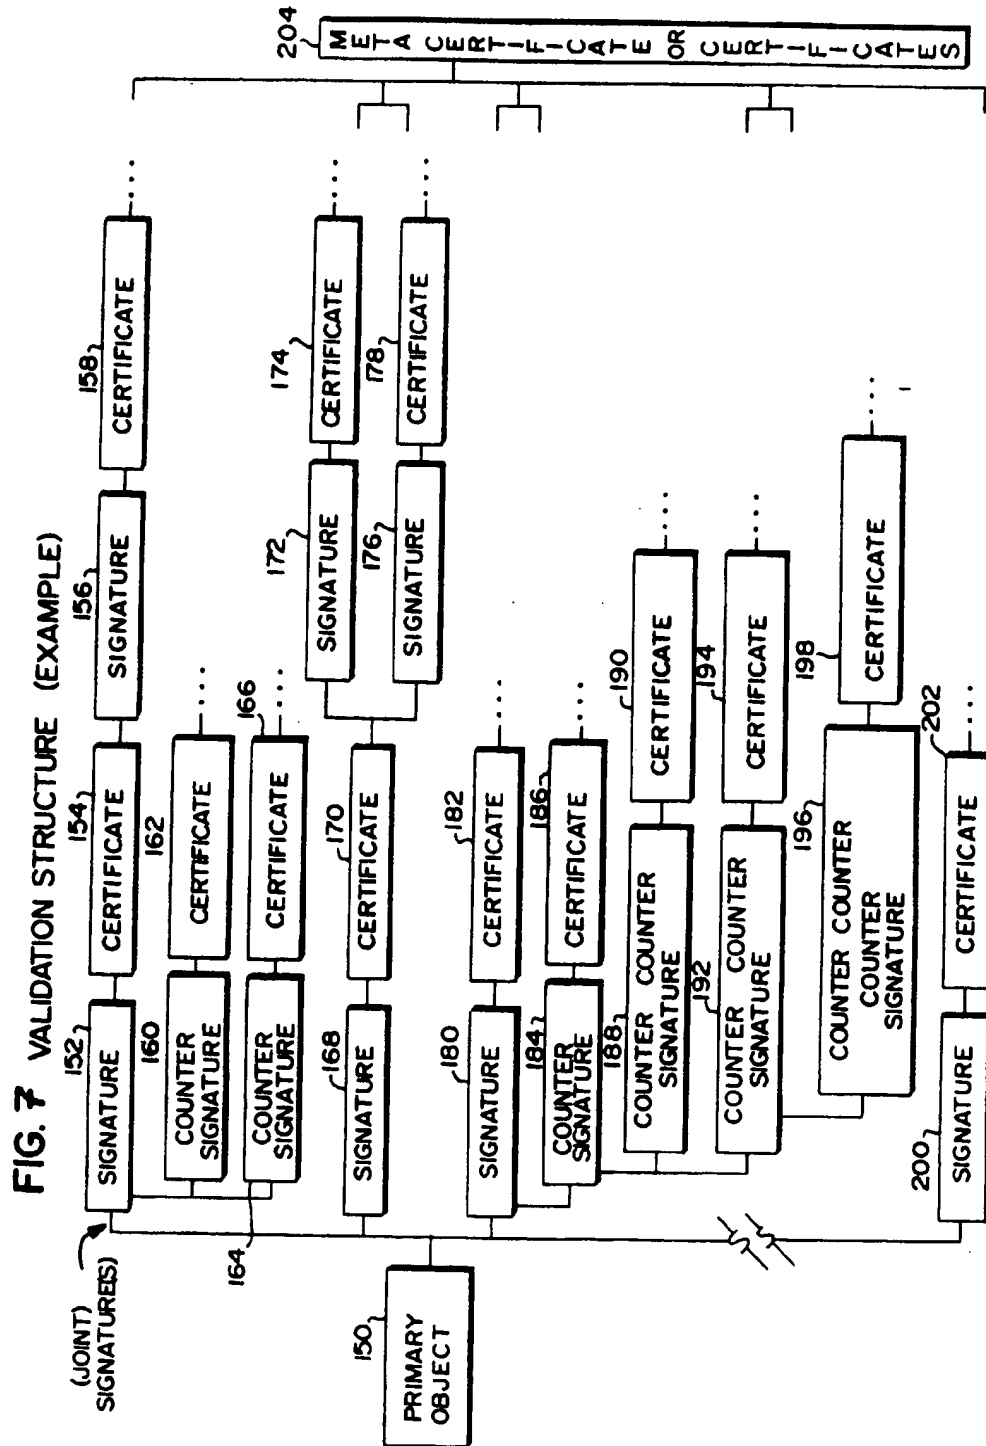 FIG. 7 VALIDATION STRUCTURE (EXAMPLE)
(JOINT)
SIGNATURE(S)
150
PRIMARY
OBJECT
152
SIGNATURE
154
CERTIFICATE
156
SIGNATURE
158
CERTIFICATE
....
160
COUNTER
SIGNATURE
162
CERTIFICATE
....
164
COUNTER
SIGNATURE
166
CERTIFICATE
....
168
SIGNATURE
170
CERTIFICATE
172
SIGNATURE
174
CERTIFICATE
....
176
SIGNATURE
178
CERTIFICATE
....
180
SIGNATURE
182
CERTIFICATE
....
184
COUNTER
SIGNATURE
186
CERTIFICATE
....
188
COUNTER COUNTER
SIGNATURE
190
CERTIFICATE
....
192
COUNTER COUNTER
SIGNATURE
194
CERTIFICATE
....
196
COUNTER COUNTER
COUNTER
SIGNATURE
198
CERTIFICATE
....
200
SIGNATURE
202
CERTIFICATE
....
204
META CERTIFICATE OR CERTIFICATES